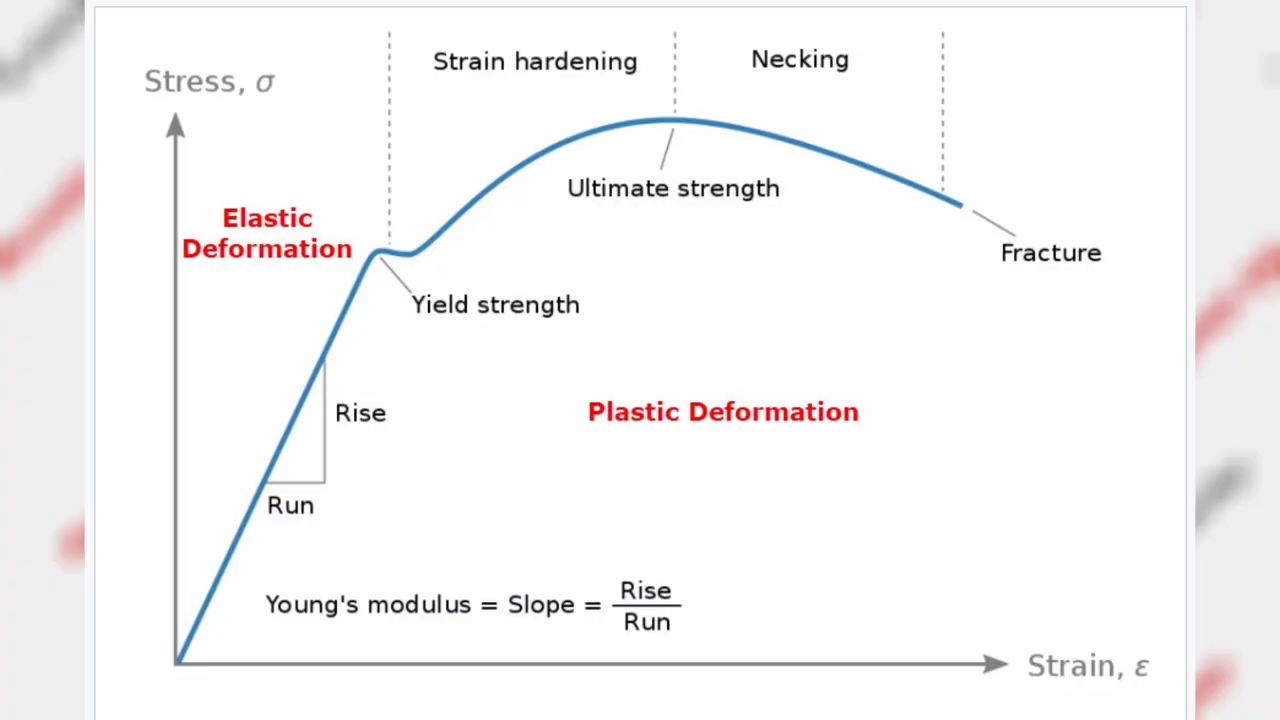 Strain hardening
Necking
Stress, σ
Ultimate strength
Elastic
Deformation
Fracture
Yield strength
Rise
Plastic Deformation
Run
Young's modulus = Slope = Rise
Run
Strain, ε